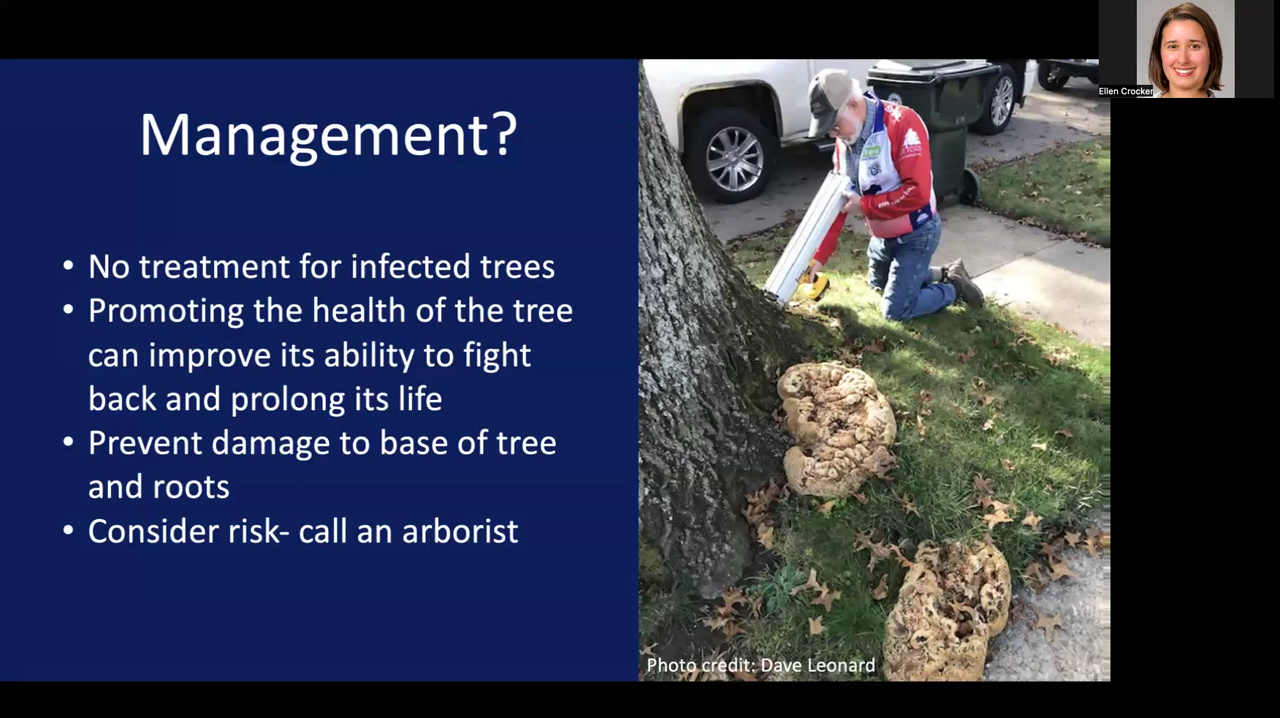 Ellen Crocker
Management?
• No treatment for infected trees
• Promoting the health of the tree
can improve its ability to fight
back and prolong its life
• Prevent damage to base of tree
and roots
• Consider risk- call an arborist
Photo credit: Dave Leonard